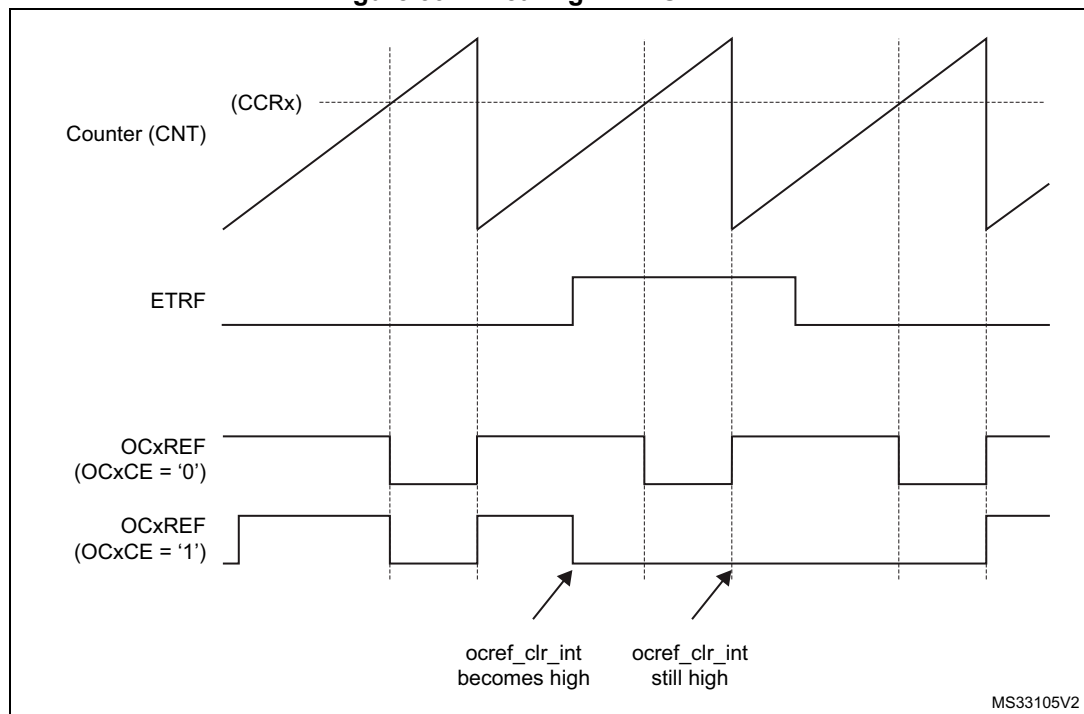 (CCRx)
Counter (CNT)
ETRF
OCxREF
(OCxCE = ‘0’)
OCxREF
(OCxCE = ‘1’)
ocref_clr_int
becomes high
ocref_clr_int
still high
MS33105V2